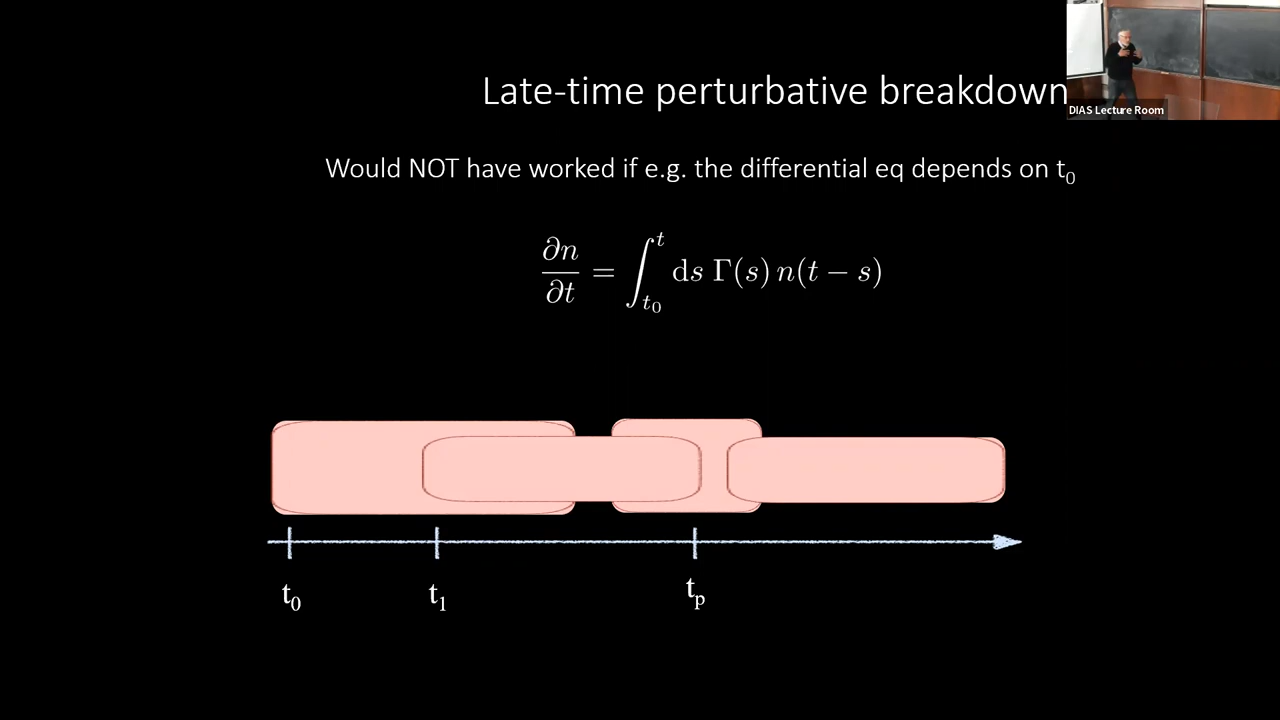 Late-time perturbative breakdown
DIAS Lecture Room
Would NOT have worked if e.g. the differential eq depends on t₀
∂n/∂t = ∫_{t₀}^{t} ds Γ(s) n(t − s)
t₀ t₁ tₚ